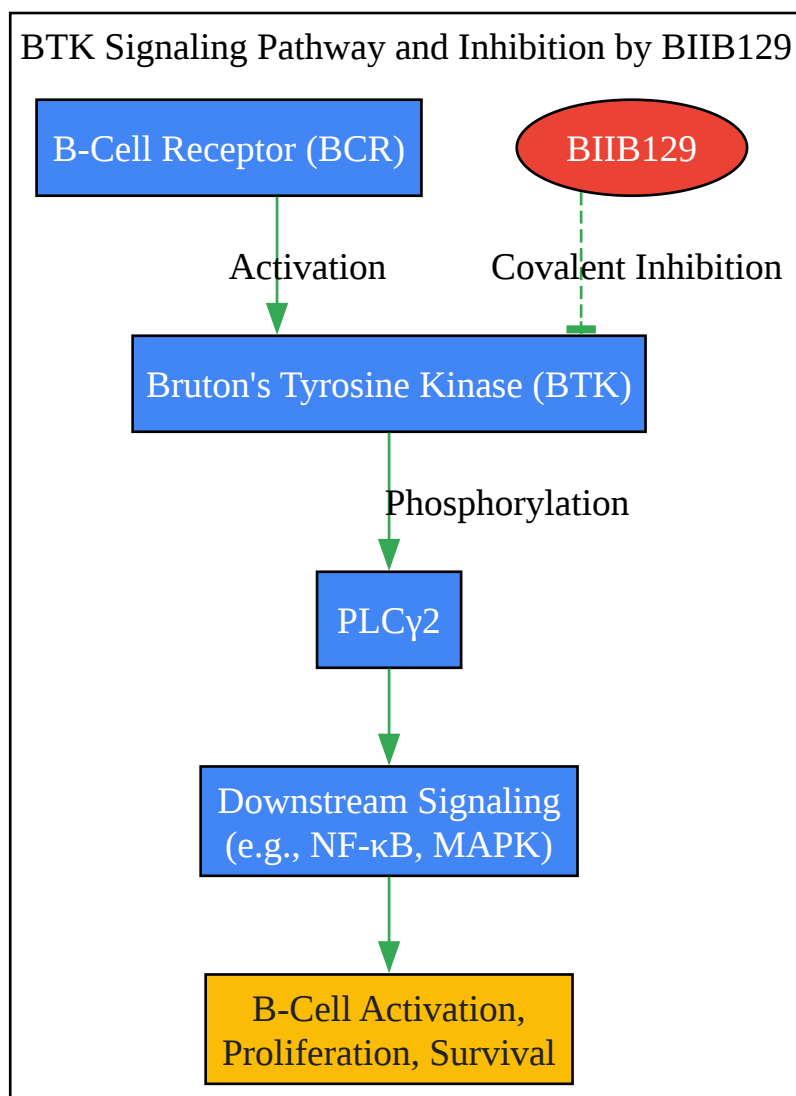 BTK Signaling Pathway and Inhibition by BIIB129
B-Cell Receptor (BCR)
BIIB129
Activation
Covalent Inhibition
Bruton's Tyrosine Kinase (BTK)
Phosphorylation
PLCγ2
Downstream Signaling
(e.g., NF-κB, MAPK)
B-Cell Activation,
Proliferation, Survival